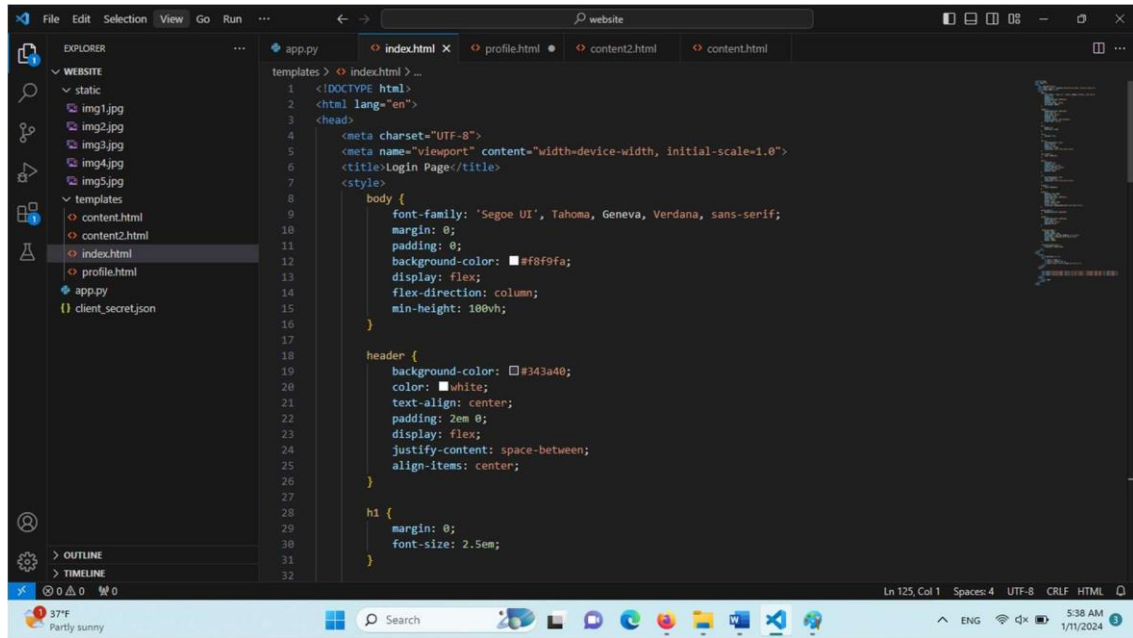 File Edit Selection View Go Run ··· website
EXPLORER ···
WEBSITE
static
img1.jpg
img2.jpg
img3.jpg
img4.jpg
img5.jpg
templates
content.html
content2.html
index.html
profile.html
app.py
client_secret.json
OUTLINE
TIMELINE
1
1
app.py index.html profile.html content2.html content.html
templates > index.html > ...
1 <!DOCTYPE html>
2 <html lang="en">
3 <head>
4 <meta charset="UTF-8">
5 <meta name="viewport" content="width=device-width, initial-scale=1.0">
6 <title>Login Page</title>
7 <style>
8 body {
9 font-family: 'Segoe UI', Tahoma, Geneva, Verdana, sans-serif;
10 margin: 0;
11 padding: 0;
12 background-color: #f8f9fa;
13 display: flex;
14 flex-direction: column;
15 min-height: 100vh;
16 }
17
18 header {
19 background-color: #343a40;
20 color: white;
21 text-align: center;
22 padding: 2em 0;
23 display: flex;
24 justify-content: space-between;
25 align-items: center;
26 }
27
28 h1 {
29 margin: 0;
30 font-size: 2.5em;
31 }
32
0 0 0 Ln 125, Col 1 Spaces: 4 UTF-8 CRLF HTML
1 37°F
Partly sunny
Search
ENG
5:38 AM
1/11/2024
3